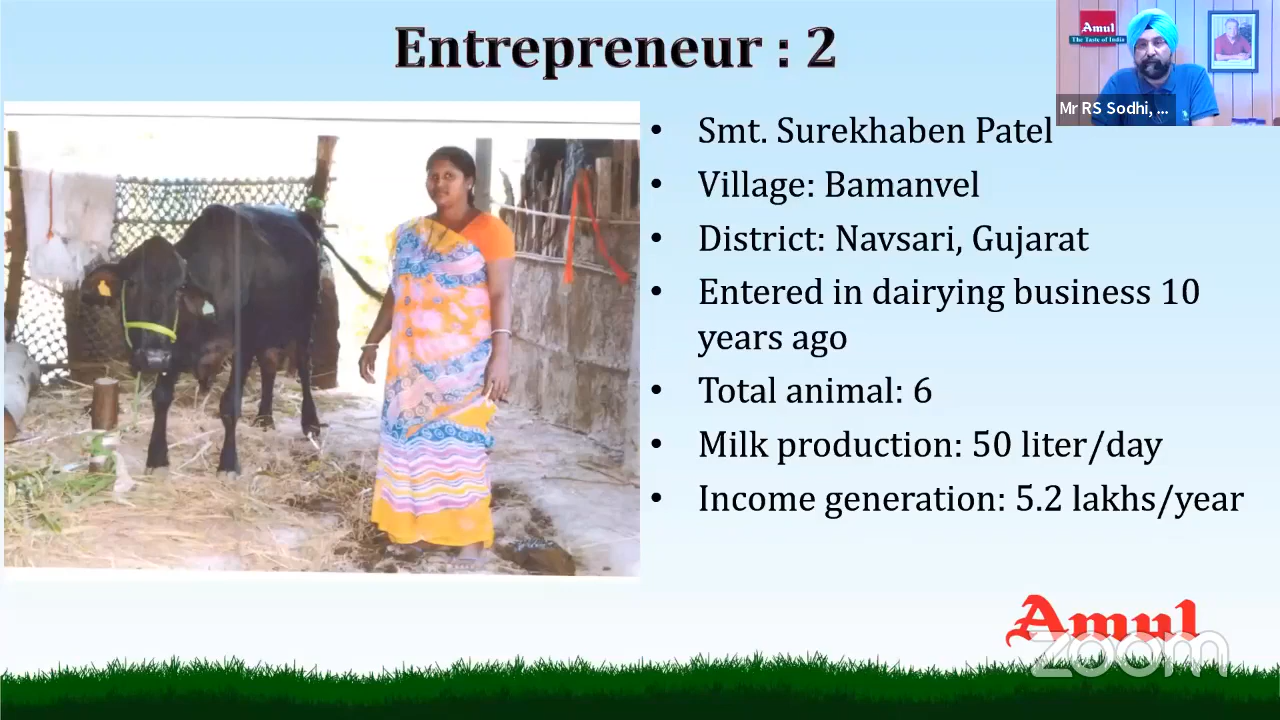 Entrepreneur : 2
Amul
The Taste of India
Mr RS Sodhi, ...
• Smt. Surekhaben Patel
• Village: Bamanvel
• District: Navsari, Gujarat
• Entered in dairying business 10
years ago
• Total animal: 6
• Milk production: 50 liter/day
• Income generation: 5.2 lakhs/year
Amul
zoom